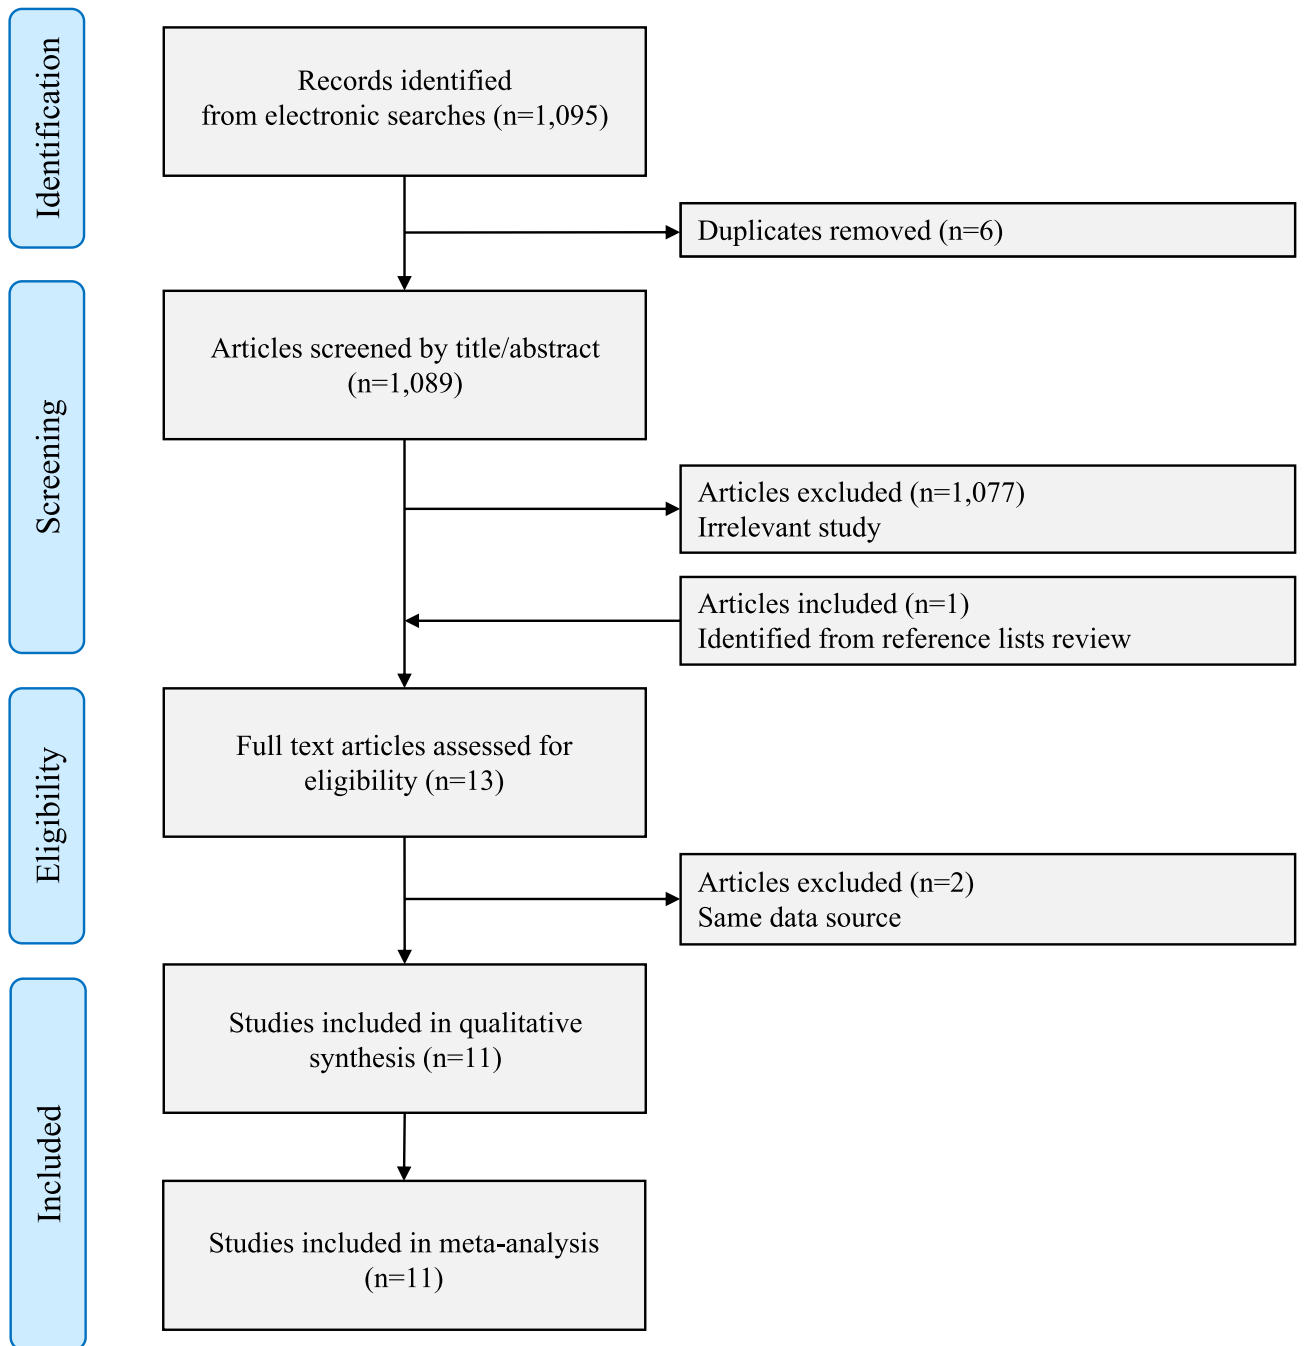 Identification
Records identified
from electronic searches (n=1,095)
Duplicates removed (n=6)
Screening
Articles screened by title/abstract
(n=1,089)
Articles excluded (n=1,077)
Irrelevant study
Articles included (n=1)
Identified from reference lists review
Eligibility
Full text articles assessed for
eligibility (n=13)
Articles excluded (n=2)
Same data source
Included
Studies included in qualitative
synthesis (n=11)
Studies included in meta-analysis
(n=11)